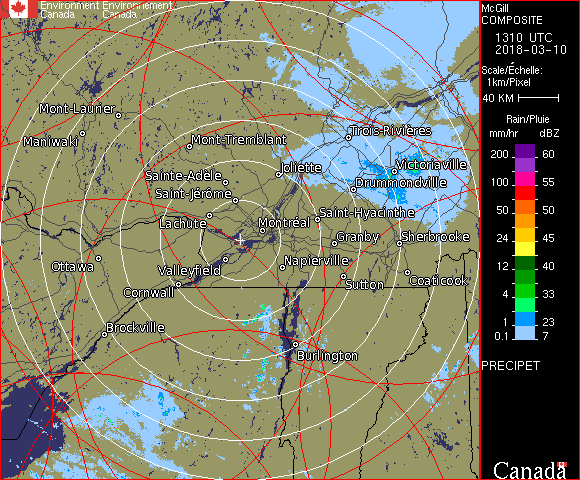 Environment Environnement
Canada Canada
McGill
COMPOSITE
1310 UTC
2018-03-10
Scale/Échelle:
1km/Pixel
40 KM
Rain/Pluie
mm/hr dBZ
200 60
100 55
50 50
24 45
12 40
4 33
1 23
0.1 7
PRECIPET
Canada
Mont-Laurier
Maniwaki
Mont-Tremblant
Trois-Rivières
Joliette
Victoriaville
Sainte-Adèle
Drummondville
Saint-Jérôme
Lachute
Saint-Hyacinthe
Montréal
Granby
Sherbrooke
Ottawa
Valleyfield
Napierville
Cornwall
Sutton
Coaticook
Brockville
Burlington